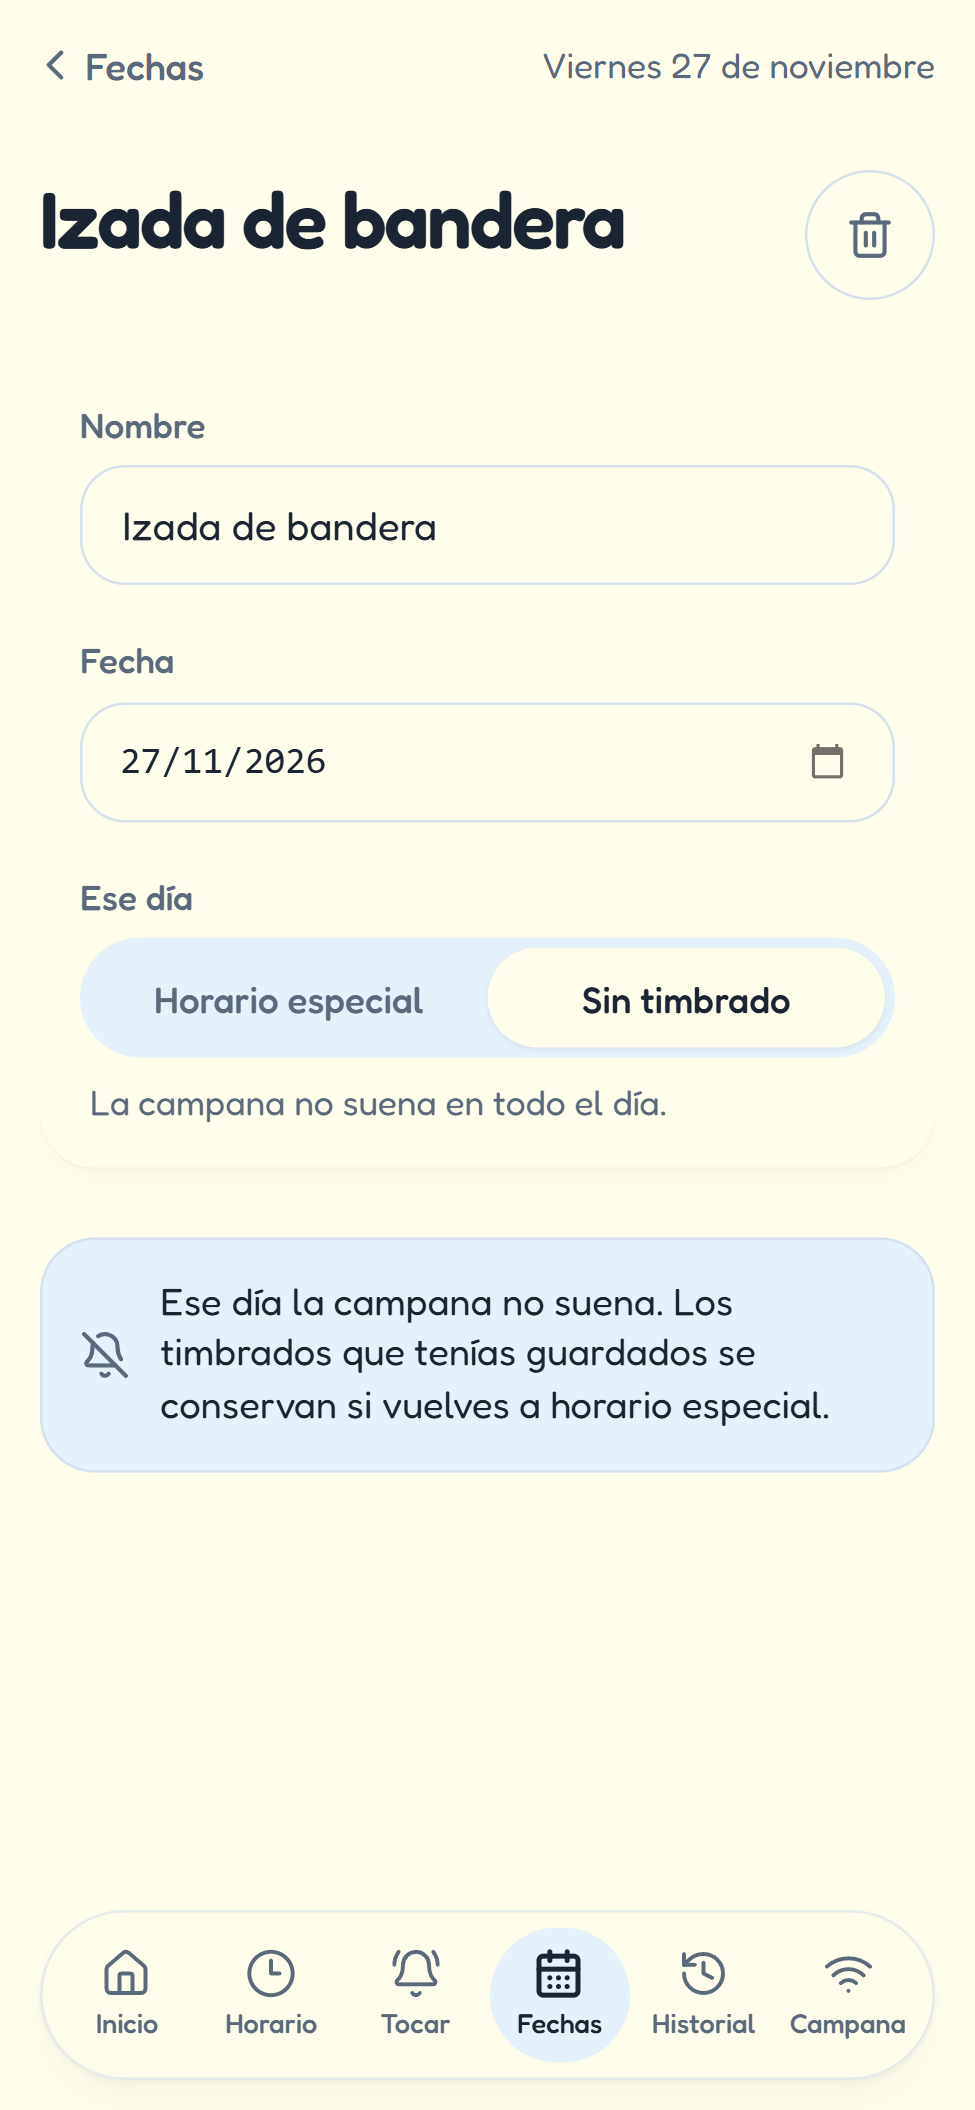 Fechas
Viernes 27 de noviembre
Izada de bandera
Nombre
Izada de bandera
Fecha
27/11/2026
Ese día
Horario especial
Sin timbrado
La campana no suena en todo el día.
Ese día la campana no suena. Los
timbrados que tenías guardados se
conservan si vuelves a horario especial.
Inicio
Horario
Tocar
Fechas
Historial
Campana